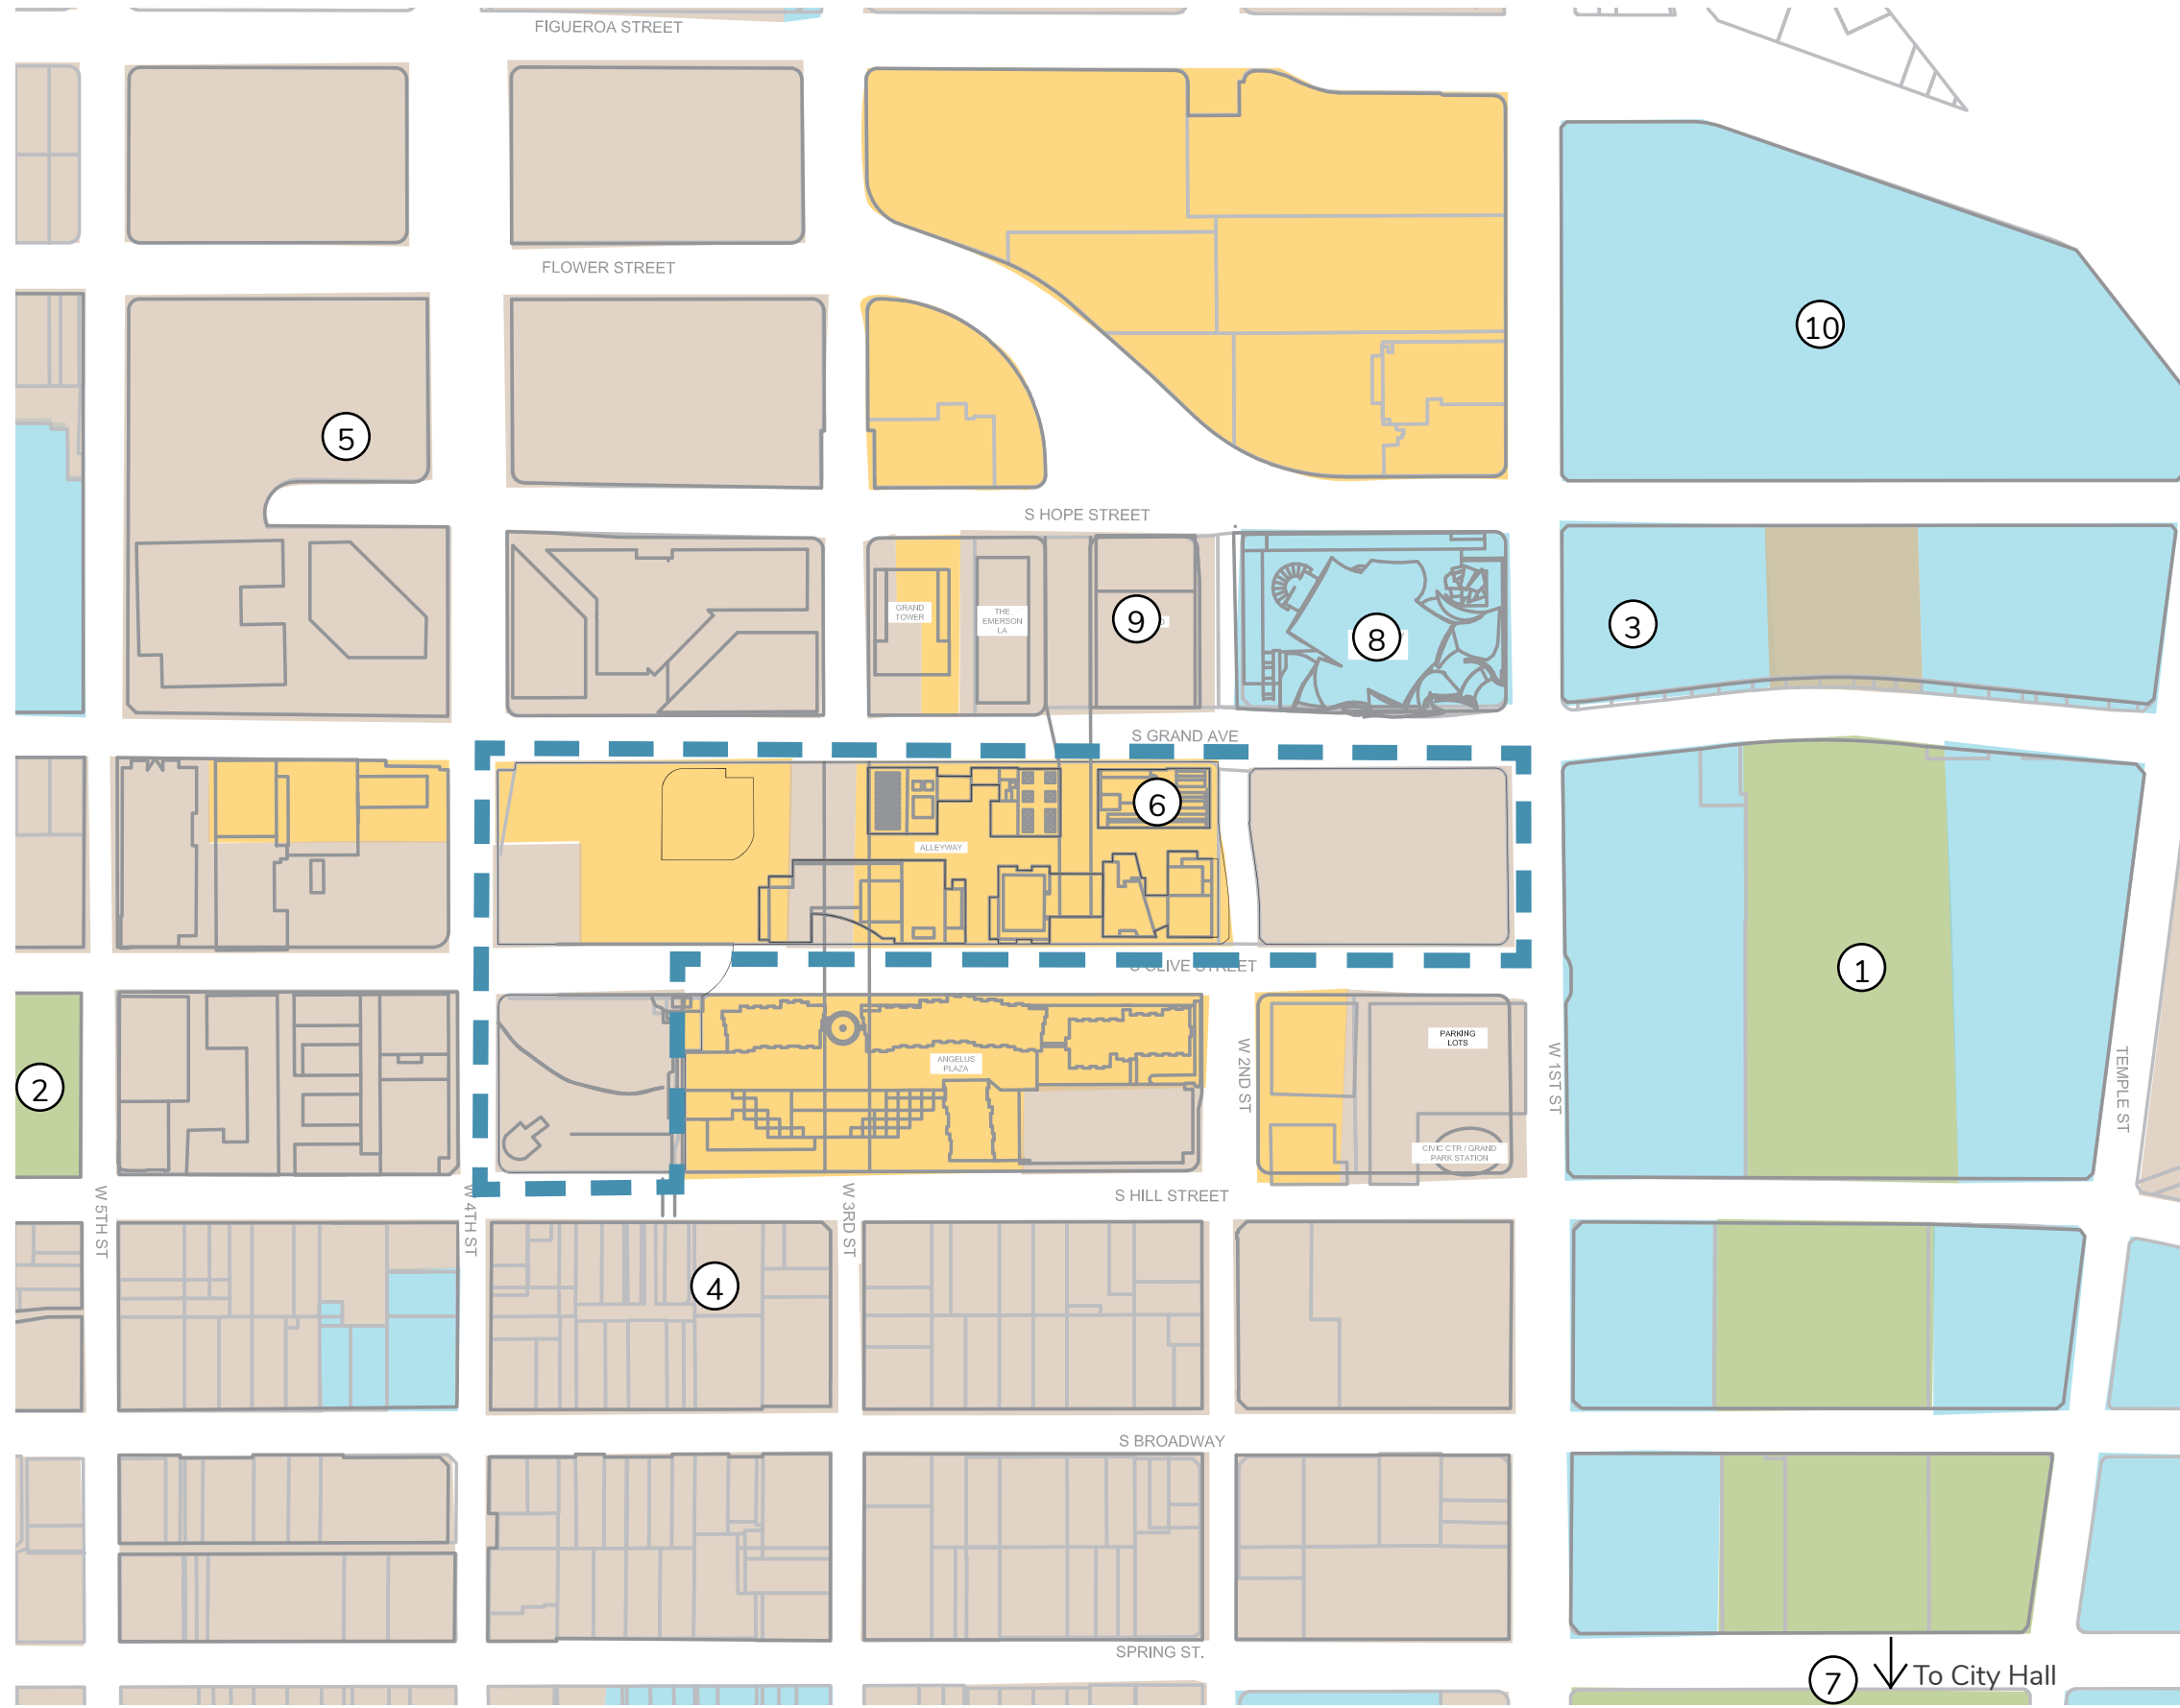 FIGUEROA STREET
FLOWER STREET
10
5
S HOPE STREET
GRAND
TOWER
THE
EMERSON
LA
9
8
3
S GRAND AVE
6
ALLEYWAY
S OLIVE STREET
1
2
ANGELUS
PLAZA
W 2ND ST
PARKING
LOTS
W 1ST ST
TEMPLE ST
CIVIC CTR / GRAND
PARK STATION
W 5TH ST
W 4TH ST
W 3RD ST
S HILL STREET
4
S BROADWAY
SPRING ST.
7
To City Hall